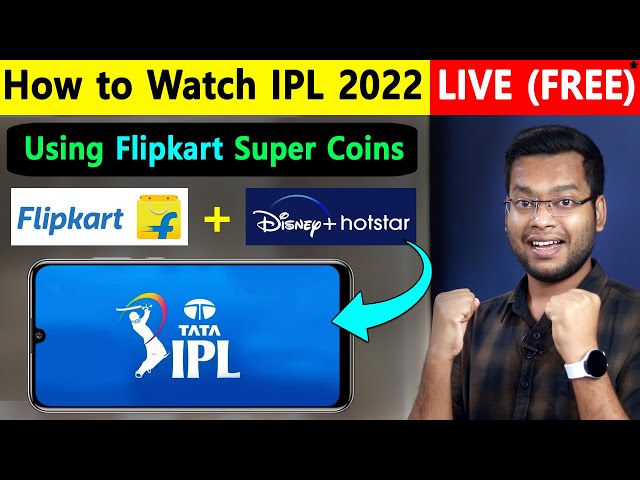 How to Watch IPL 2022 LIVE (FREE)*
Using Flipkart Super Coins
Flipkart f + Disney+ hotstar
TATA
IPL